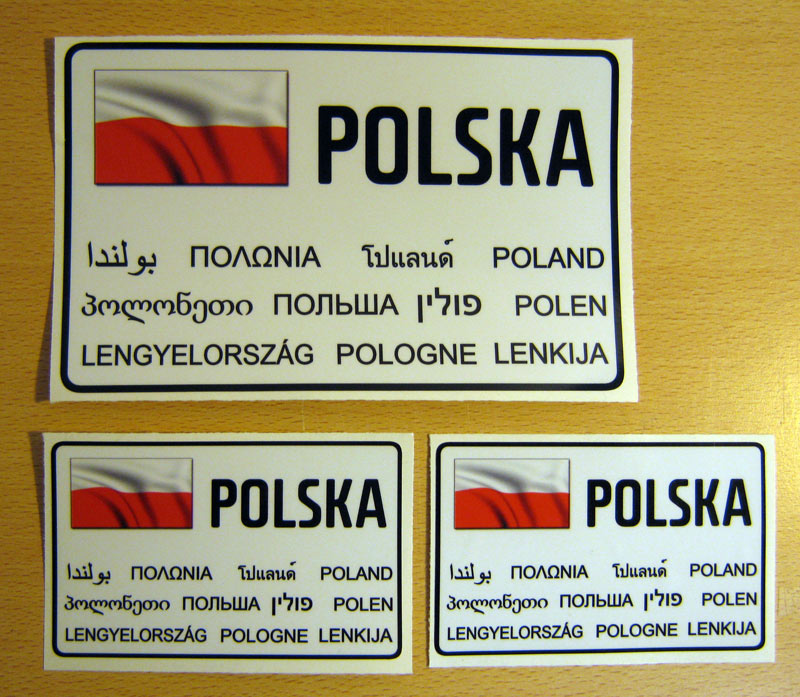 POLSKA
بولندا ΠΟΛΩΝΙΑ โปแลนด์ POLAND
პოლონეთი ПОЛЬША פולין POLEN
LENGYELORSZÁG POLOGNE LENKIJA
POLSKA
بولندا ΠΟΛΩΝΙΑ โปแลนด์ POLAND
პოლონეთი ПОЛЬША פולין POLEN
LENGYELORSZÁG POLOGNE LENKIJA
POLSKA
بولندا ΠΟΛΩΝΙΑ โปแลนด์ POLAND
პოლონეთი ПОЛЬША פולין POLEN
LENGYELORSZÁG POLOGNE LENKIJA